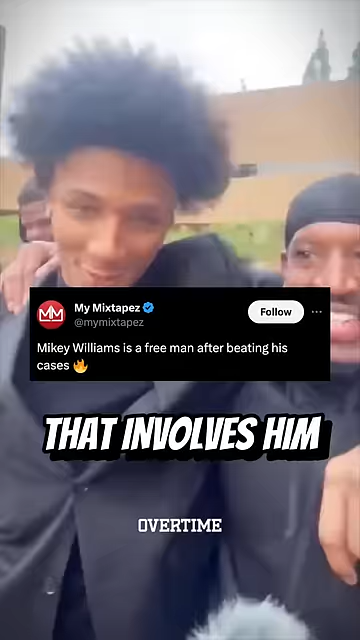 My Mixtapez
@mymixtapez
Follow
Mikey Williams is a free man after beating his
cases 🔥
THAT INVOLVES HIM
OVERTIME